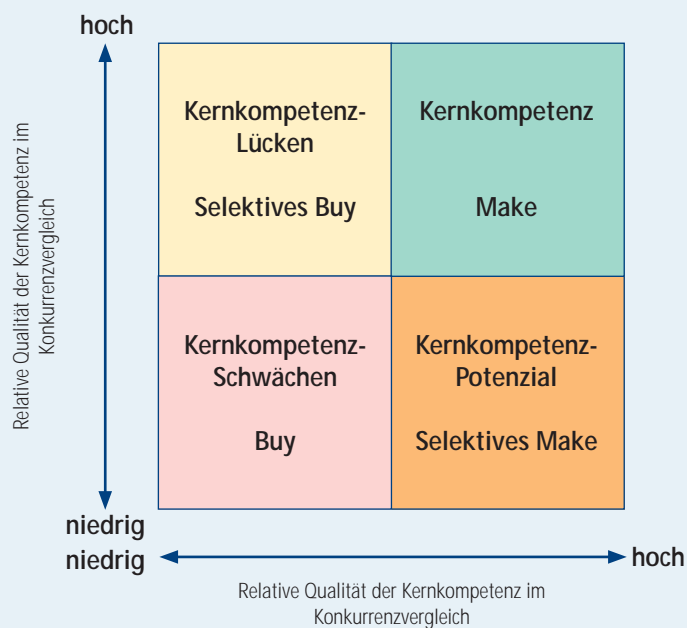 hoch
Relative Qualität der Kernkompetenz im
Konkurrenzvergleich
Kernkompetenz-
Lücken
Selektives Buy
Kernkompetenz
Make
Kernkompetenz-
Schwächen
Buy
Kernkompetenz-
Potenzial
Selektives Make
niedrig
niedrig
hoch
Relative Qualität der Kernkompetenz im
Konkurrenzvergleich